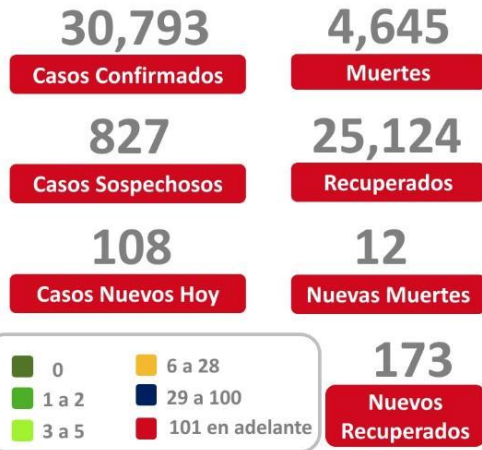 30,793
Casos Confirmados
4,645
Muertes
827
Casos Sospechosos
25,124
Recuperados
108
Casos Nuevos Hoy
12
Nuevas Muertes
0
1 a 2
3 a 5
6 a 28
29 a 100
101 en adelante
173
Nuevos
Recuperados